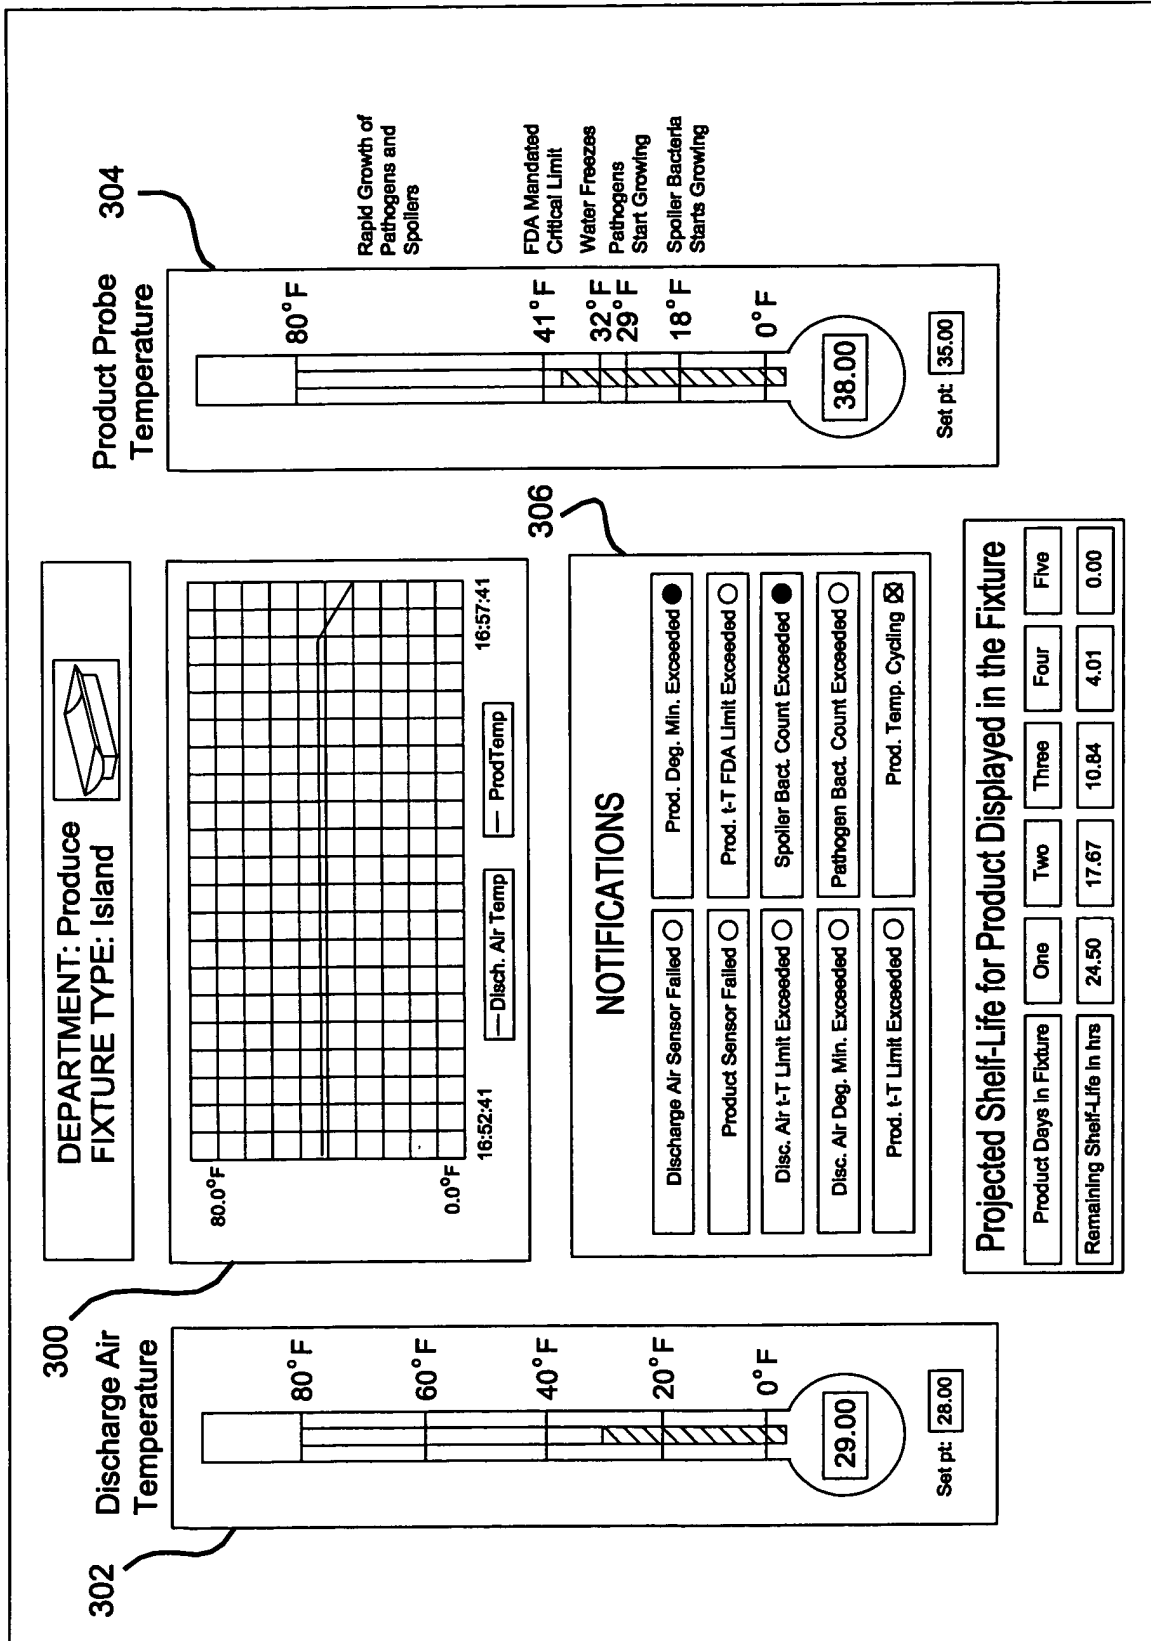 302
Discharge Air
Temperature
80°F
60°F
40°F
20°F
0°F
29.00
Set pt: 28.00
300
DEPARTMENT: Produce
FIXTURE TYPE: Island
80.0°F
0.0°F
16:52:41
16:57:41
Disch. Air Temp
ProdTemp
306
NOTIFICATIONS
Discharge Air Sensor Failed
Prod. Deg. Min. Exceeded
Product Sensor Failed
Prod. t-T FDA Limit Exceeded
Disc. Air t-T Limit Exceeded
Spoiler Bact. Count Exceeded
Disc. Air Deg. Min. Exceeded
Pathogen Bact. Count Exceeded
Prod. t-T Limit Exceeded
Prod. Temp. Cycling
Projected Shelf-Life for Product Displayed in the Fixture
Product Days in Fixture One Two Three Four Five
Remaining Shelf-Life in hrs 24.50 17.67 10.84 4.01 0.00
304
Product Probe
Temperature
80°F
41°F
32°F
29°F
18°F
0°F
38.00
Set pt: 35.00
Rapid Growth of
Pathogens and
Spoilers
FDA Mandated
Critical Limit
Water Freezes
Pathogens
Start Growing
Spoiler Bacteria
Starts Growing